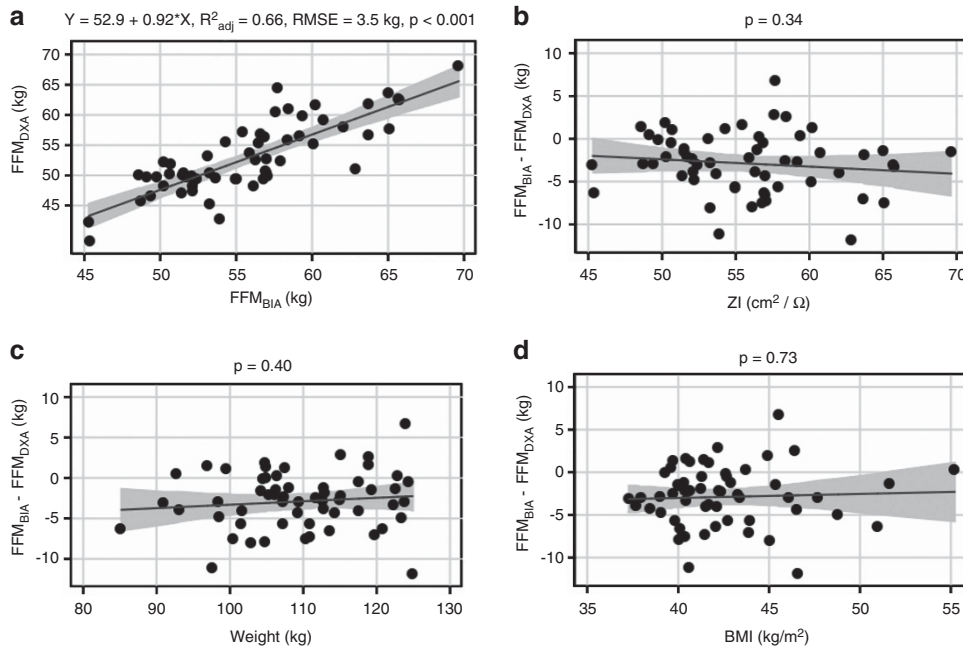 a
Y = 52.9 + 0.92*X, R²adj = 0.66, RMSE = 3.5 kg, p < 0.001
FFMDXA (kg)
70
65
60
55
50
45
45 50 55 60 65 70
FFMBIA (kg)
b
p = 0.34
FFMBIA - FFMDXA (kg)
10
5
0
-5
-10
45 50 55 60 65 70
ZI (cm² / Ω)
c
p = 0.40
FFMBIA - FFMDXA (kg)
10
5
0
-5
-10
80 90 100 110 120 130
Weight (kg)
d
p = 0.73
FFMBIA - FFMDXA (kg)
10
5
0
-5
-10
35 40 45 50 55
BMI (kg/m²)